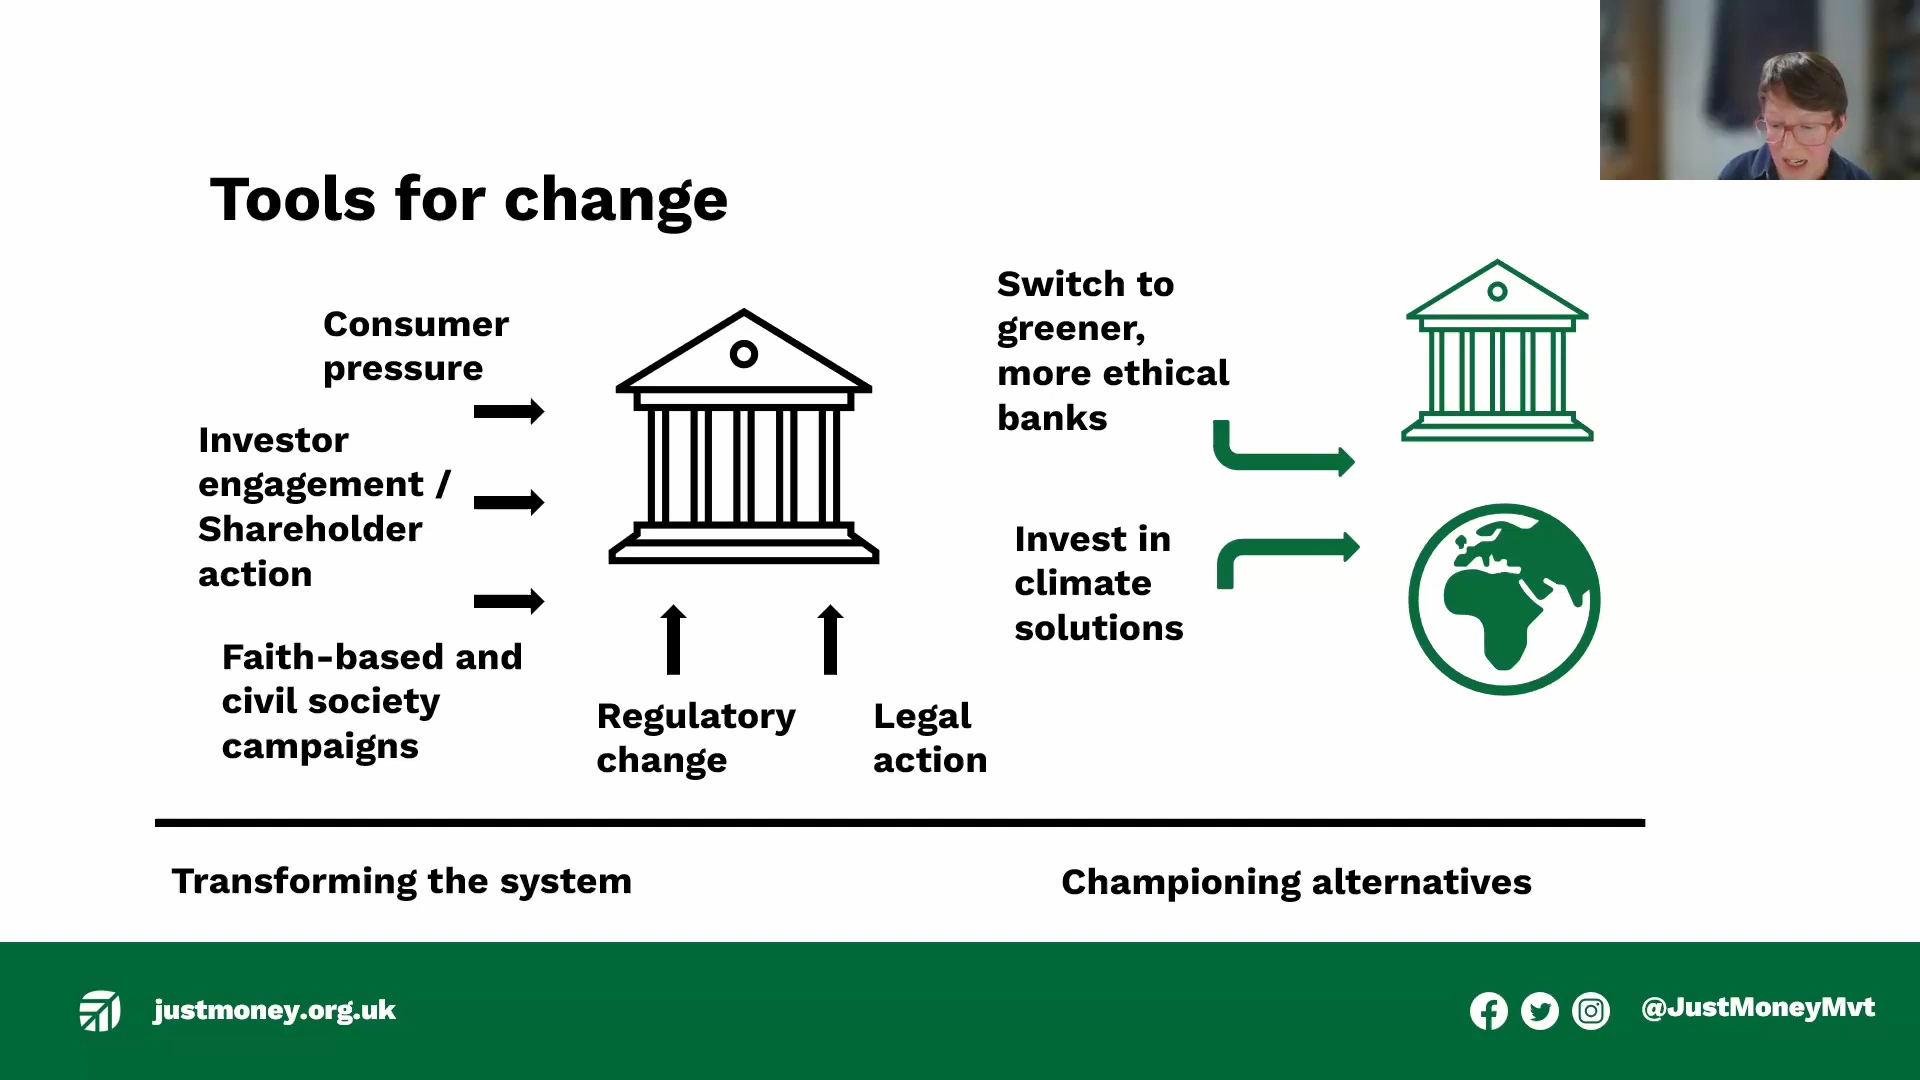 Tools for change
Consumer
pressure
Investor
engagement /
Shareholder
action
Faith-based and
civil society
campaigns
Regulatory
change
Legal
action
Switch to
greener,
more ethical
banks
Invest in
climate
solutions
Transforming the system
Championing alternatives
justmoney.org.uk
@JustMoneyMvt